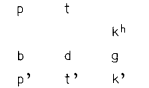 p t
kʰ
b d g
p’ t’ k’